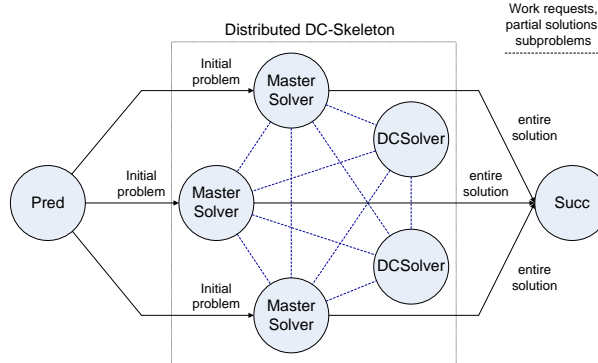 Work requests,
partial solutions
subproblems
Distributed DC-Skeleton
Initial
problem
Master
Solver
entire
solution
DCSolver
Pred
Initial
problem
Master
Solver
entire
solution
Succ
DCSolver
Initial
problem
Master
Solver
entire
solution